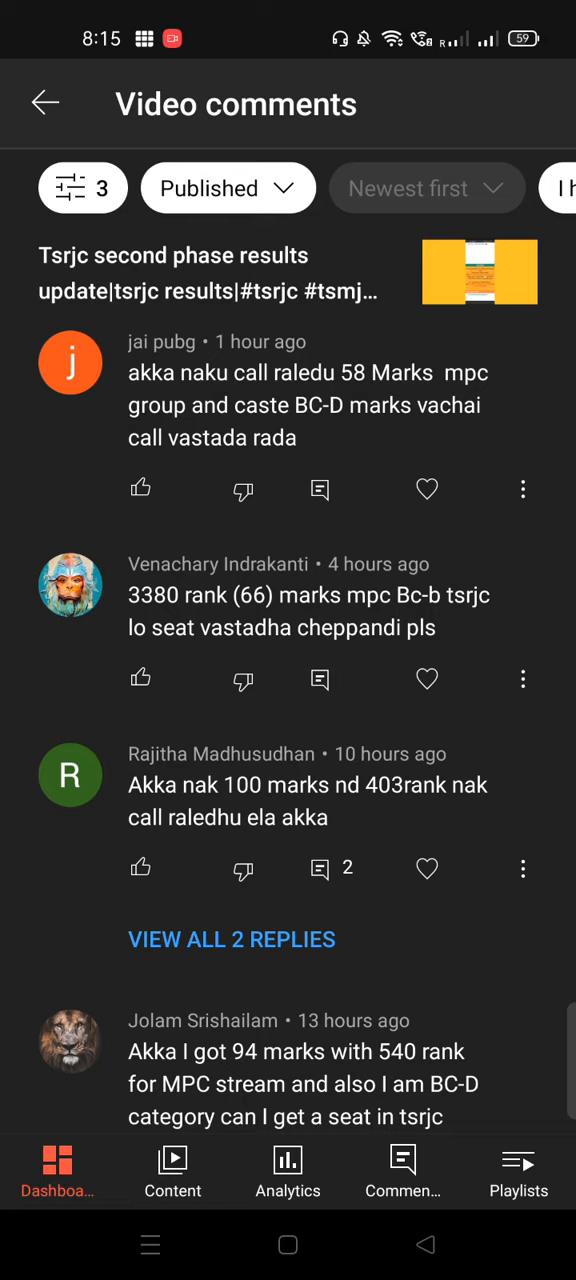 8:15
R
59
Video comments
3
Published
Newest first
I h
Tsrjc second phase results
update|tsrjc results|#tsrjc #tsmj...
j
jai pubg • 1 hour ago
akka naku call raledu 58 Marks mpc
group and caste BC-D marks vachai
call vastada rada
Venachary Indrakanti • 4 hours ago
3380 rank (66) marks mpc Bc-b tsrjc
lo seat vastadha cheppandi pls
R
Rajitha Madhusudhan • 10 hours ago
Akka nak 100 marks nd 403rank nak
call raledhu ela akka
2
VIEW ALL 2 REPLIES
Jolam Srishailam • 13 hours ago
Akka I got 94 marks with 540 rank
for MPC stream and also I am BC-D
category can I get a seat in tsrjc
Dashboa... Content Analytics Commen... Playlists